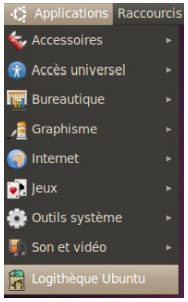 Applications Raccourcis
Accessoires
Accès universel
Bureautique
Graphisme
Internet
Jeux
Outils système
Son et vidéo
Logithèque Ubuntu